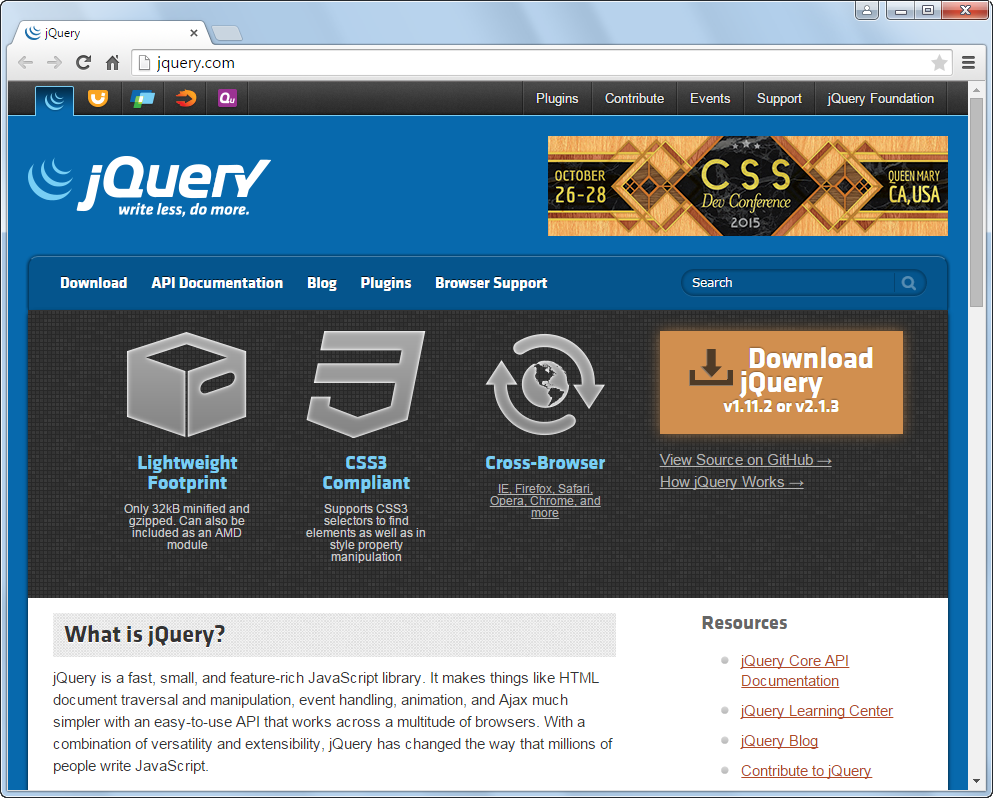 jQuery
jquery.com
Qu
Plugins Contribute Events Support jQuery Foundation
jQuery
write less, do more.
OCTOBER
26-28
CSS
Dev Conference
2015
QUEEN MARY
CA, USA
Download API Documentation Blog Plugins Browser Support Search
Lightweight
Footprint
Only 32kB minified and
gzipped. Can also be
included as an AMD
module
CSS3
Compliant
Supports CSS3
selectors to find
elements as well as in
style property
manipulation
Cross-Browser
IE, Firefox, Safari,
Opera, Chrome, and
more
Download
jQuery
v1.11.2 or v2.1.3
View Source on GitHub →
How jQuery Works →
What is jQuery?
jQuery is a fast, small, and feature-rich JavaScript library. It makes things like HTML
document traversal and manipulation, event handling, animation, and Ajax much
simpler with an easy-to-use API that works across a multitude of browsers. With a
combination of versatility and extensibility, jQuery has changed the way that millions of
people write JavaScript.
Resources
jQuery Core API
Documentation
jQuery Learning Center
jQuery Blog
Contribute to jQuery